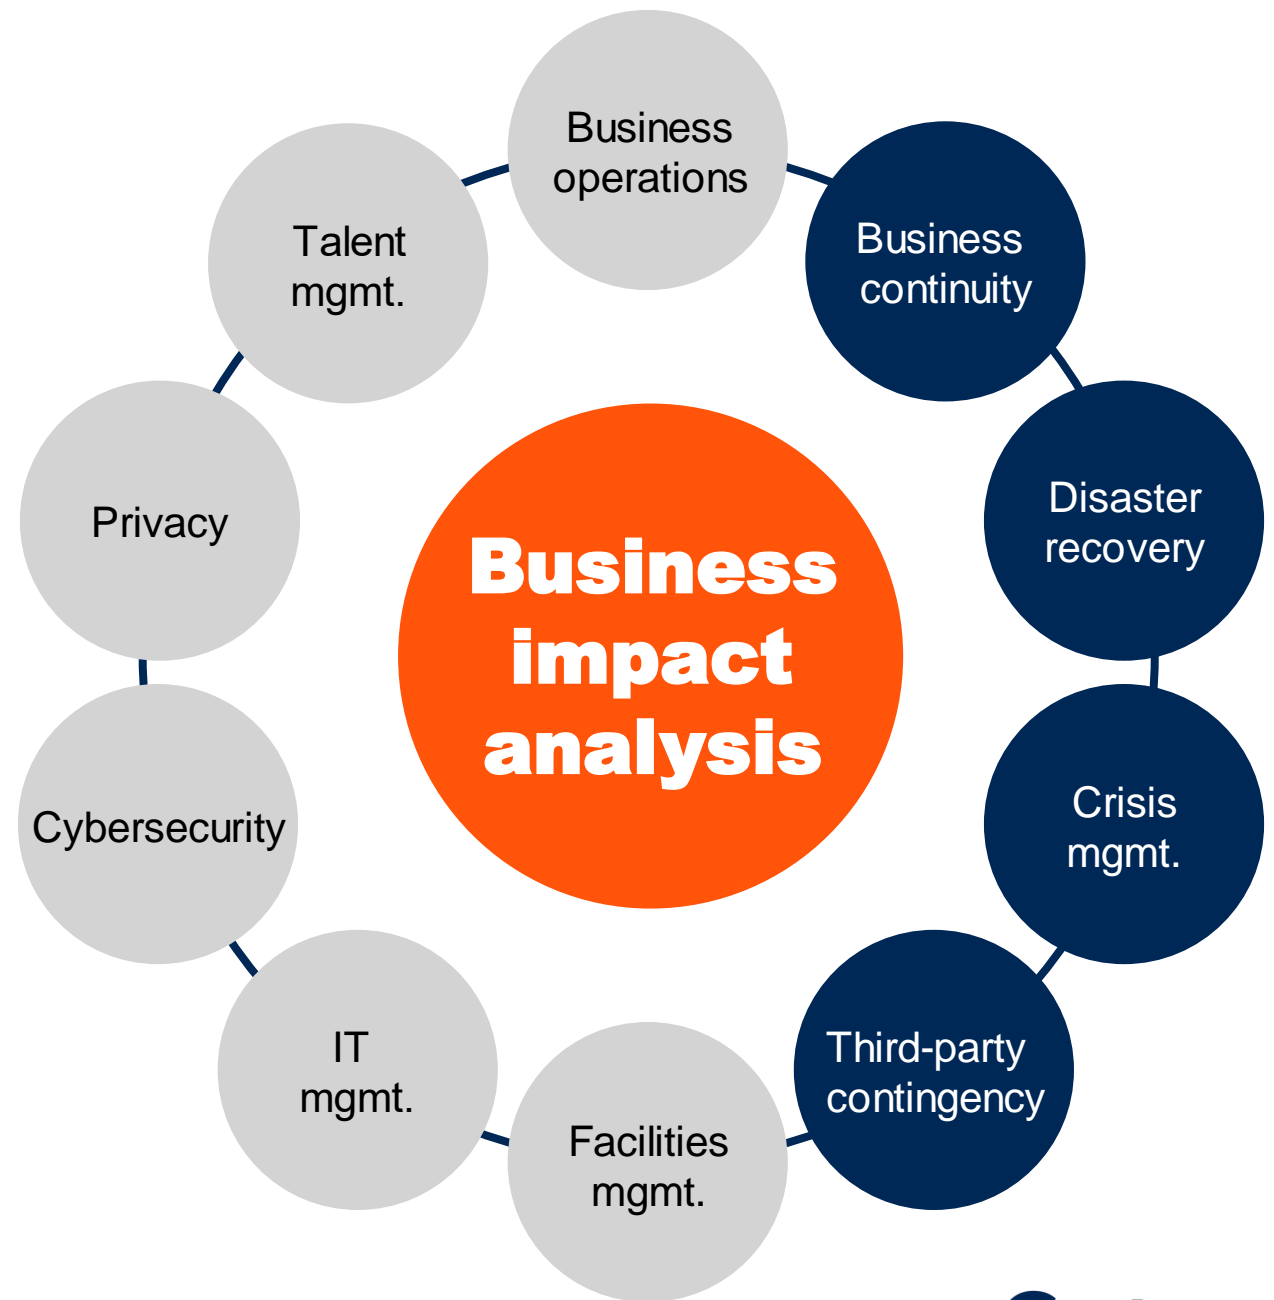 Business
operations
Business
continuity
Disaster
recovery
Crisis
mgmt.
Third-party
contingency
Facilities
mgmt.
IT
mgmt.
Cybersecurity
Privacy
Talent
mgmt.
Business
impact
analysis